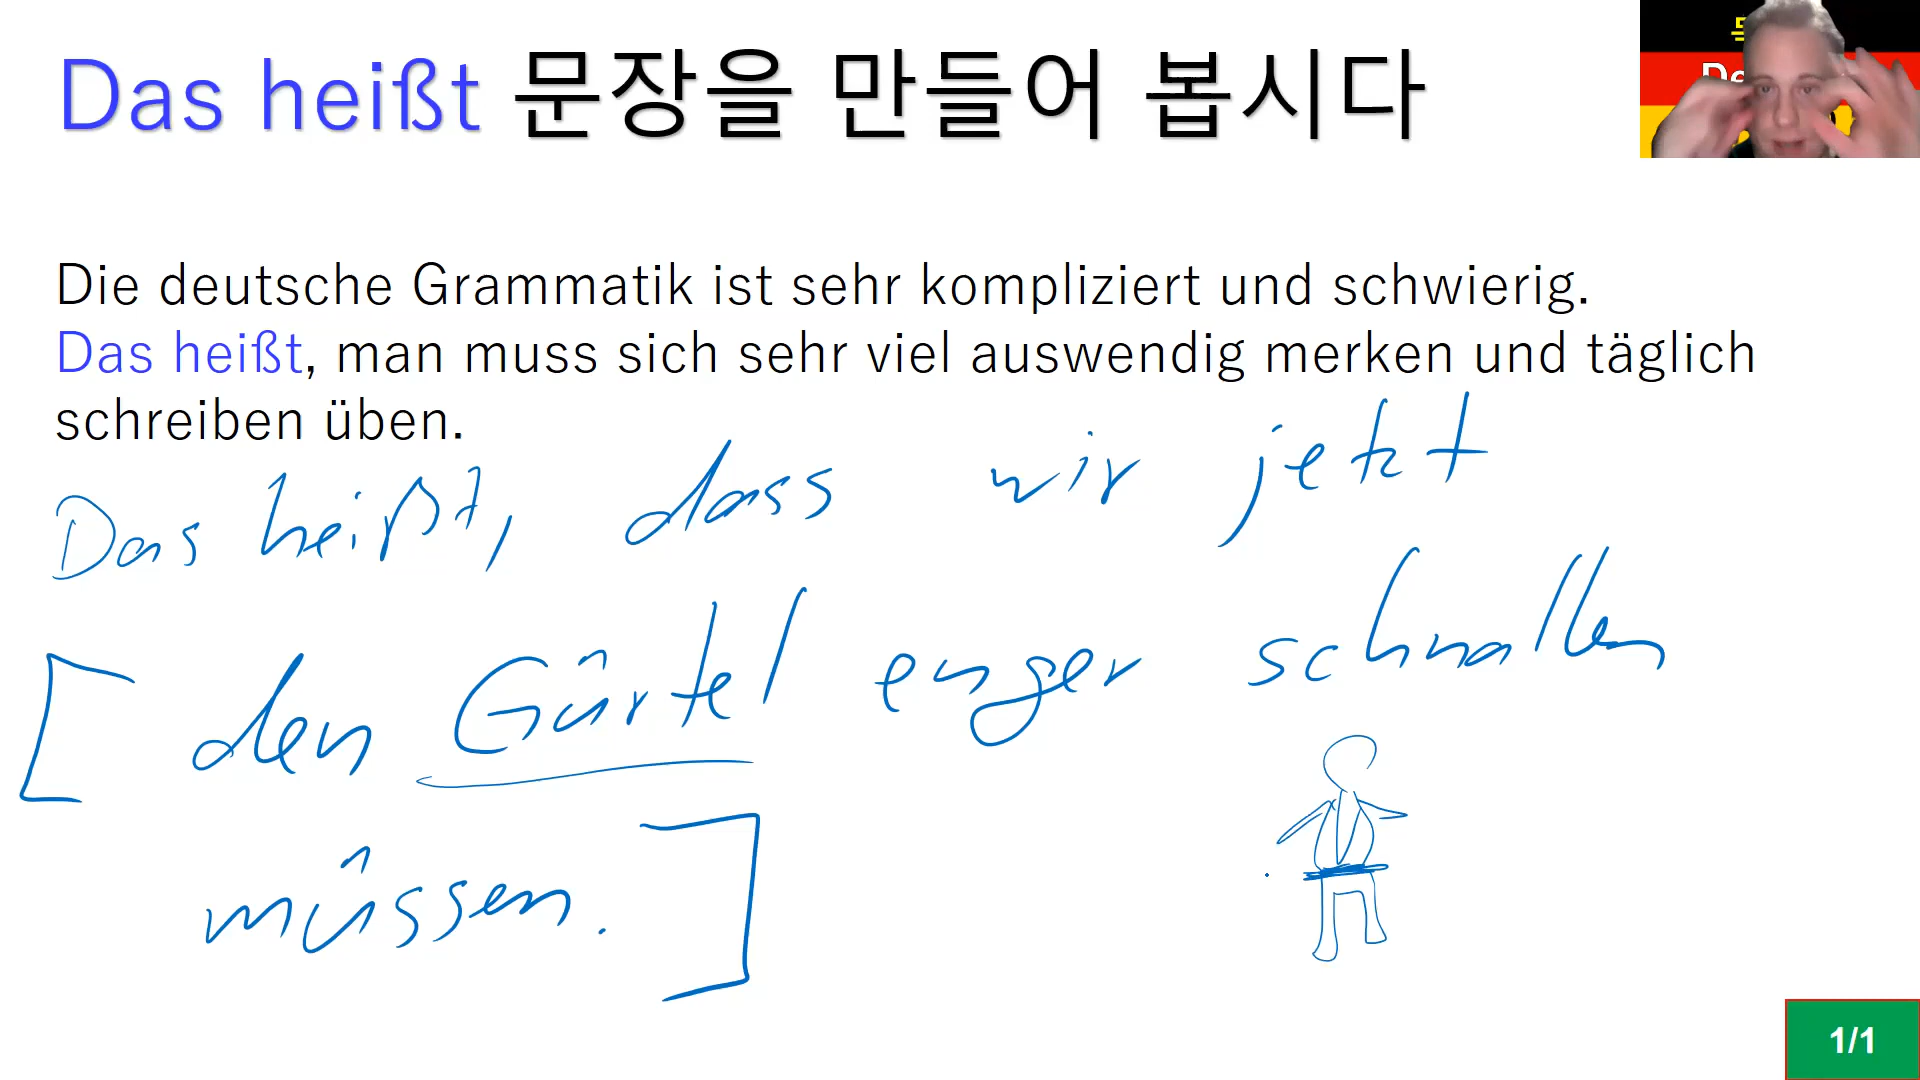 Das heißt 문장을 만들어 봅시다
De
Die deutsche Grammatik ist sehr kompliziert und schwierig.
Das heißt, man muss sich sehr viel auswendig merken und täglich
schreiben üben.
Das heißt, dass wir jetzt
[ den Gürtel enger schnallen
müssen. ]
1/1